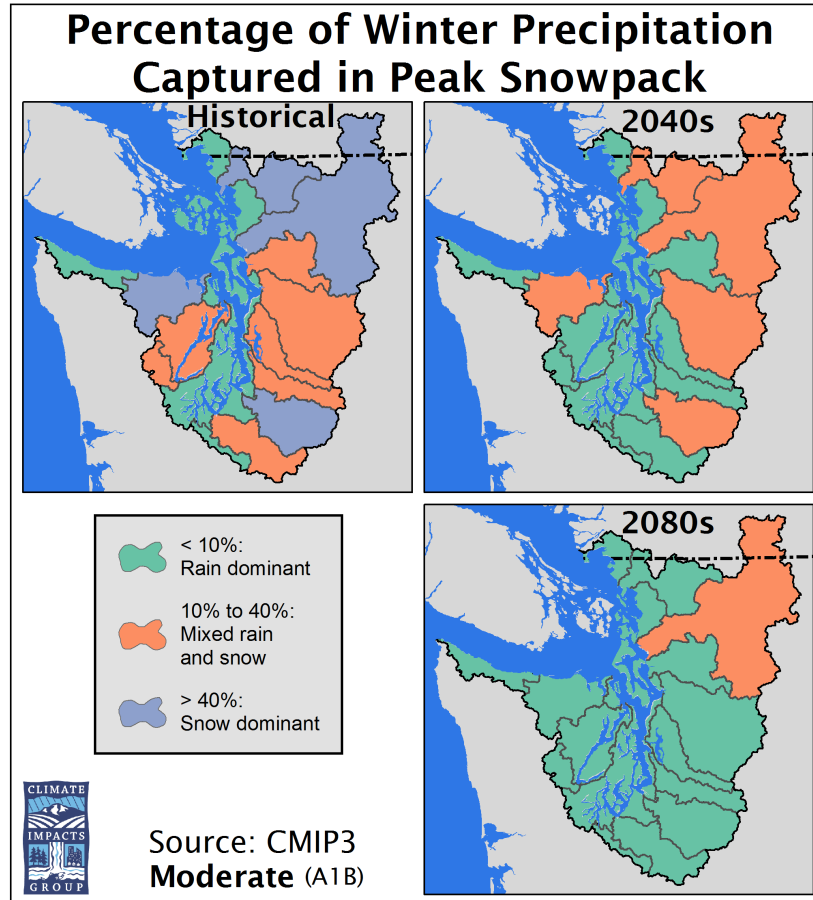 Percentage of Winter Precipitation
Captured in Peak Snowpack
Historical
2040s
2080s
< 10%:
Rain dominant
10% to 40%:
Mixed rain
and snow
> 40%:
Snow dominant
CLIMATE
IMPACTS
GROUP
Source: CMIP3
Moderate (A1B)